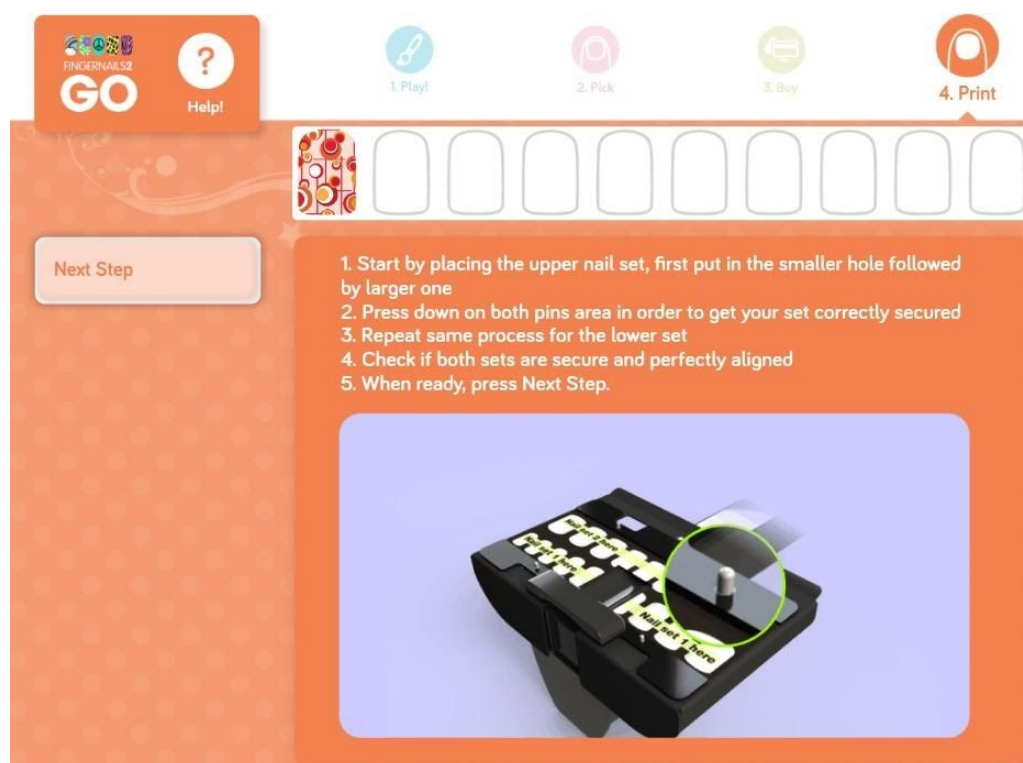 FINGERNAILS2
GO
Help!
1. Play!
2. Pick
3. Buy
4. Print
Next Step
1. Start by placing the upper nail set, first put in the smaller hole followed
by larger one
2. Press down on both pins area in order to get your set correctly secured
3. Repeat same process for the lower set
4. Check if both sets are secure and perfectly aligned
5. When ready, press Next Step.
Nail set 2 here
Nail set 1 here
Nail set 1 here